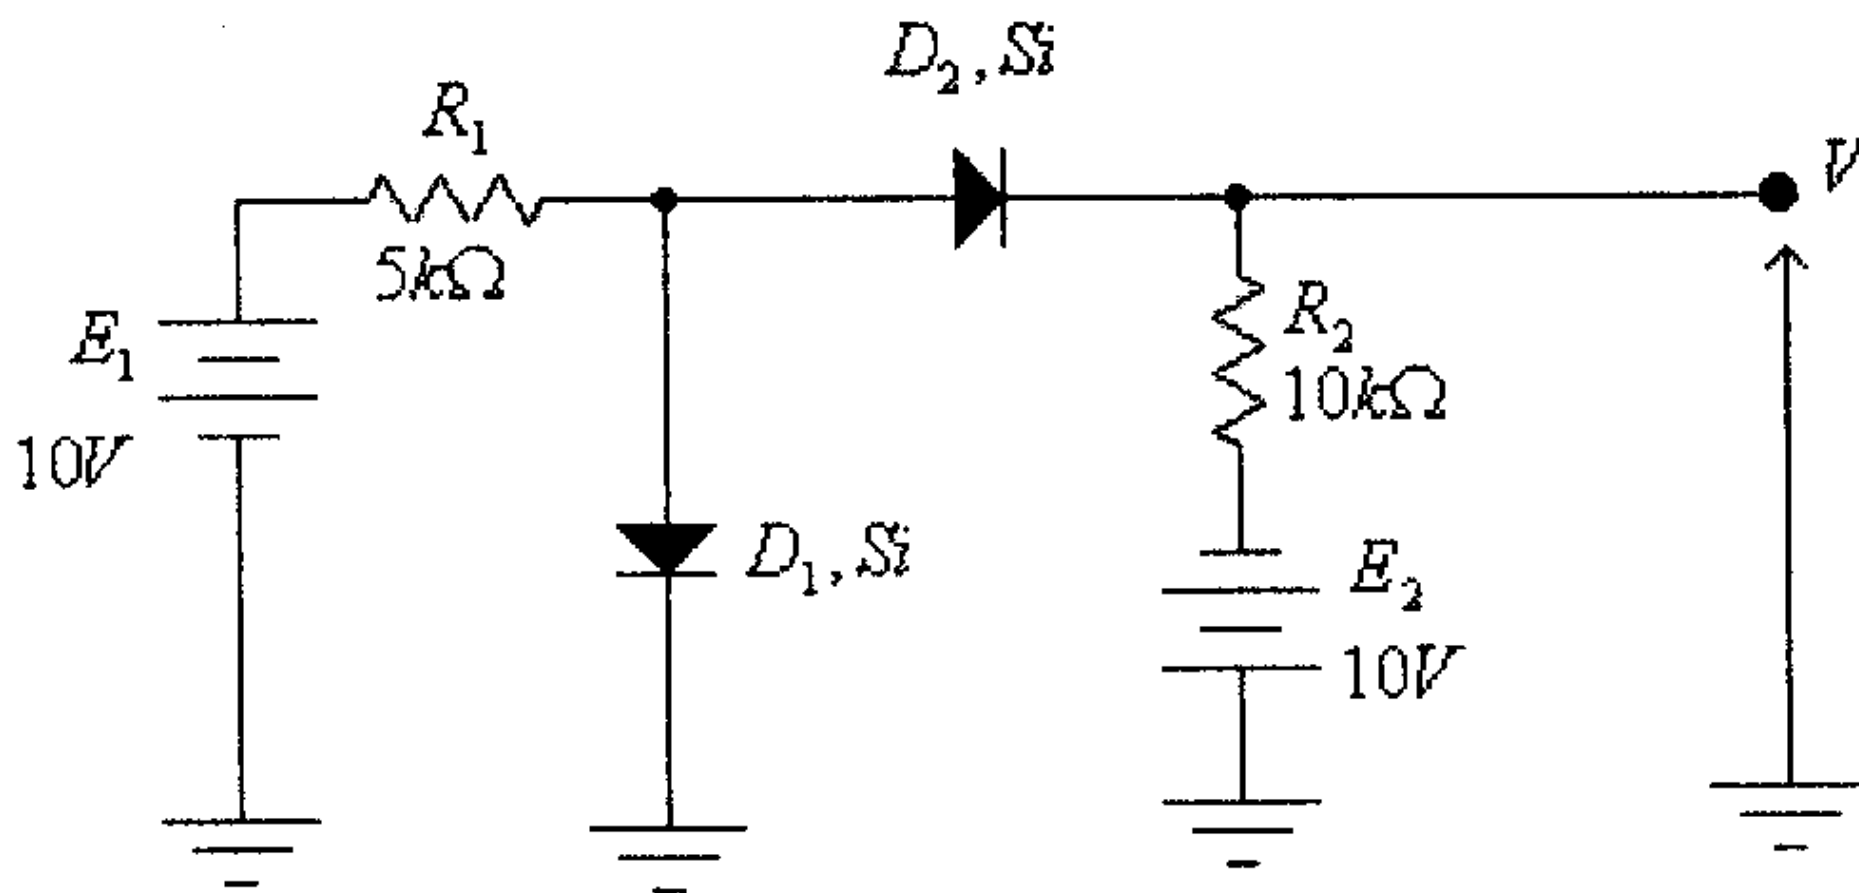 D₂, Si
R₁
5kΩ
V
E₁
10V
D₁, Si
R₂
10kΩ
E₂
10V